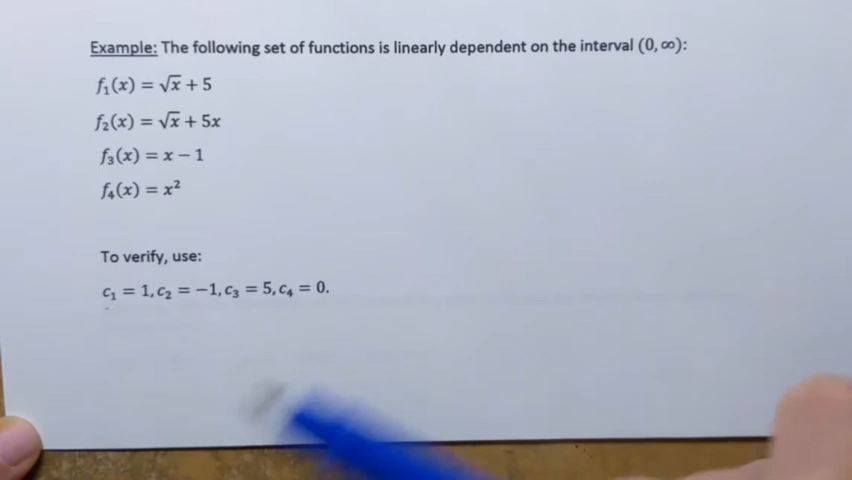 Example: The following set of functions is linearly dependent on the interval (0, ∞):
f₁(x) = √x + 5
f₂(x) = √x + 5x
f₃(x) = x − 1
f₄(x) = x²
To verify, use:
c₁ = 1, c₂ = −1, c₃ = 5, c₄ = 0.